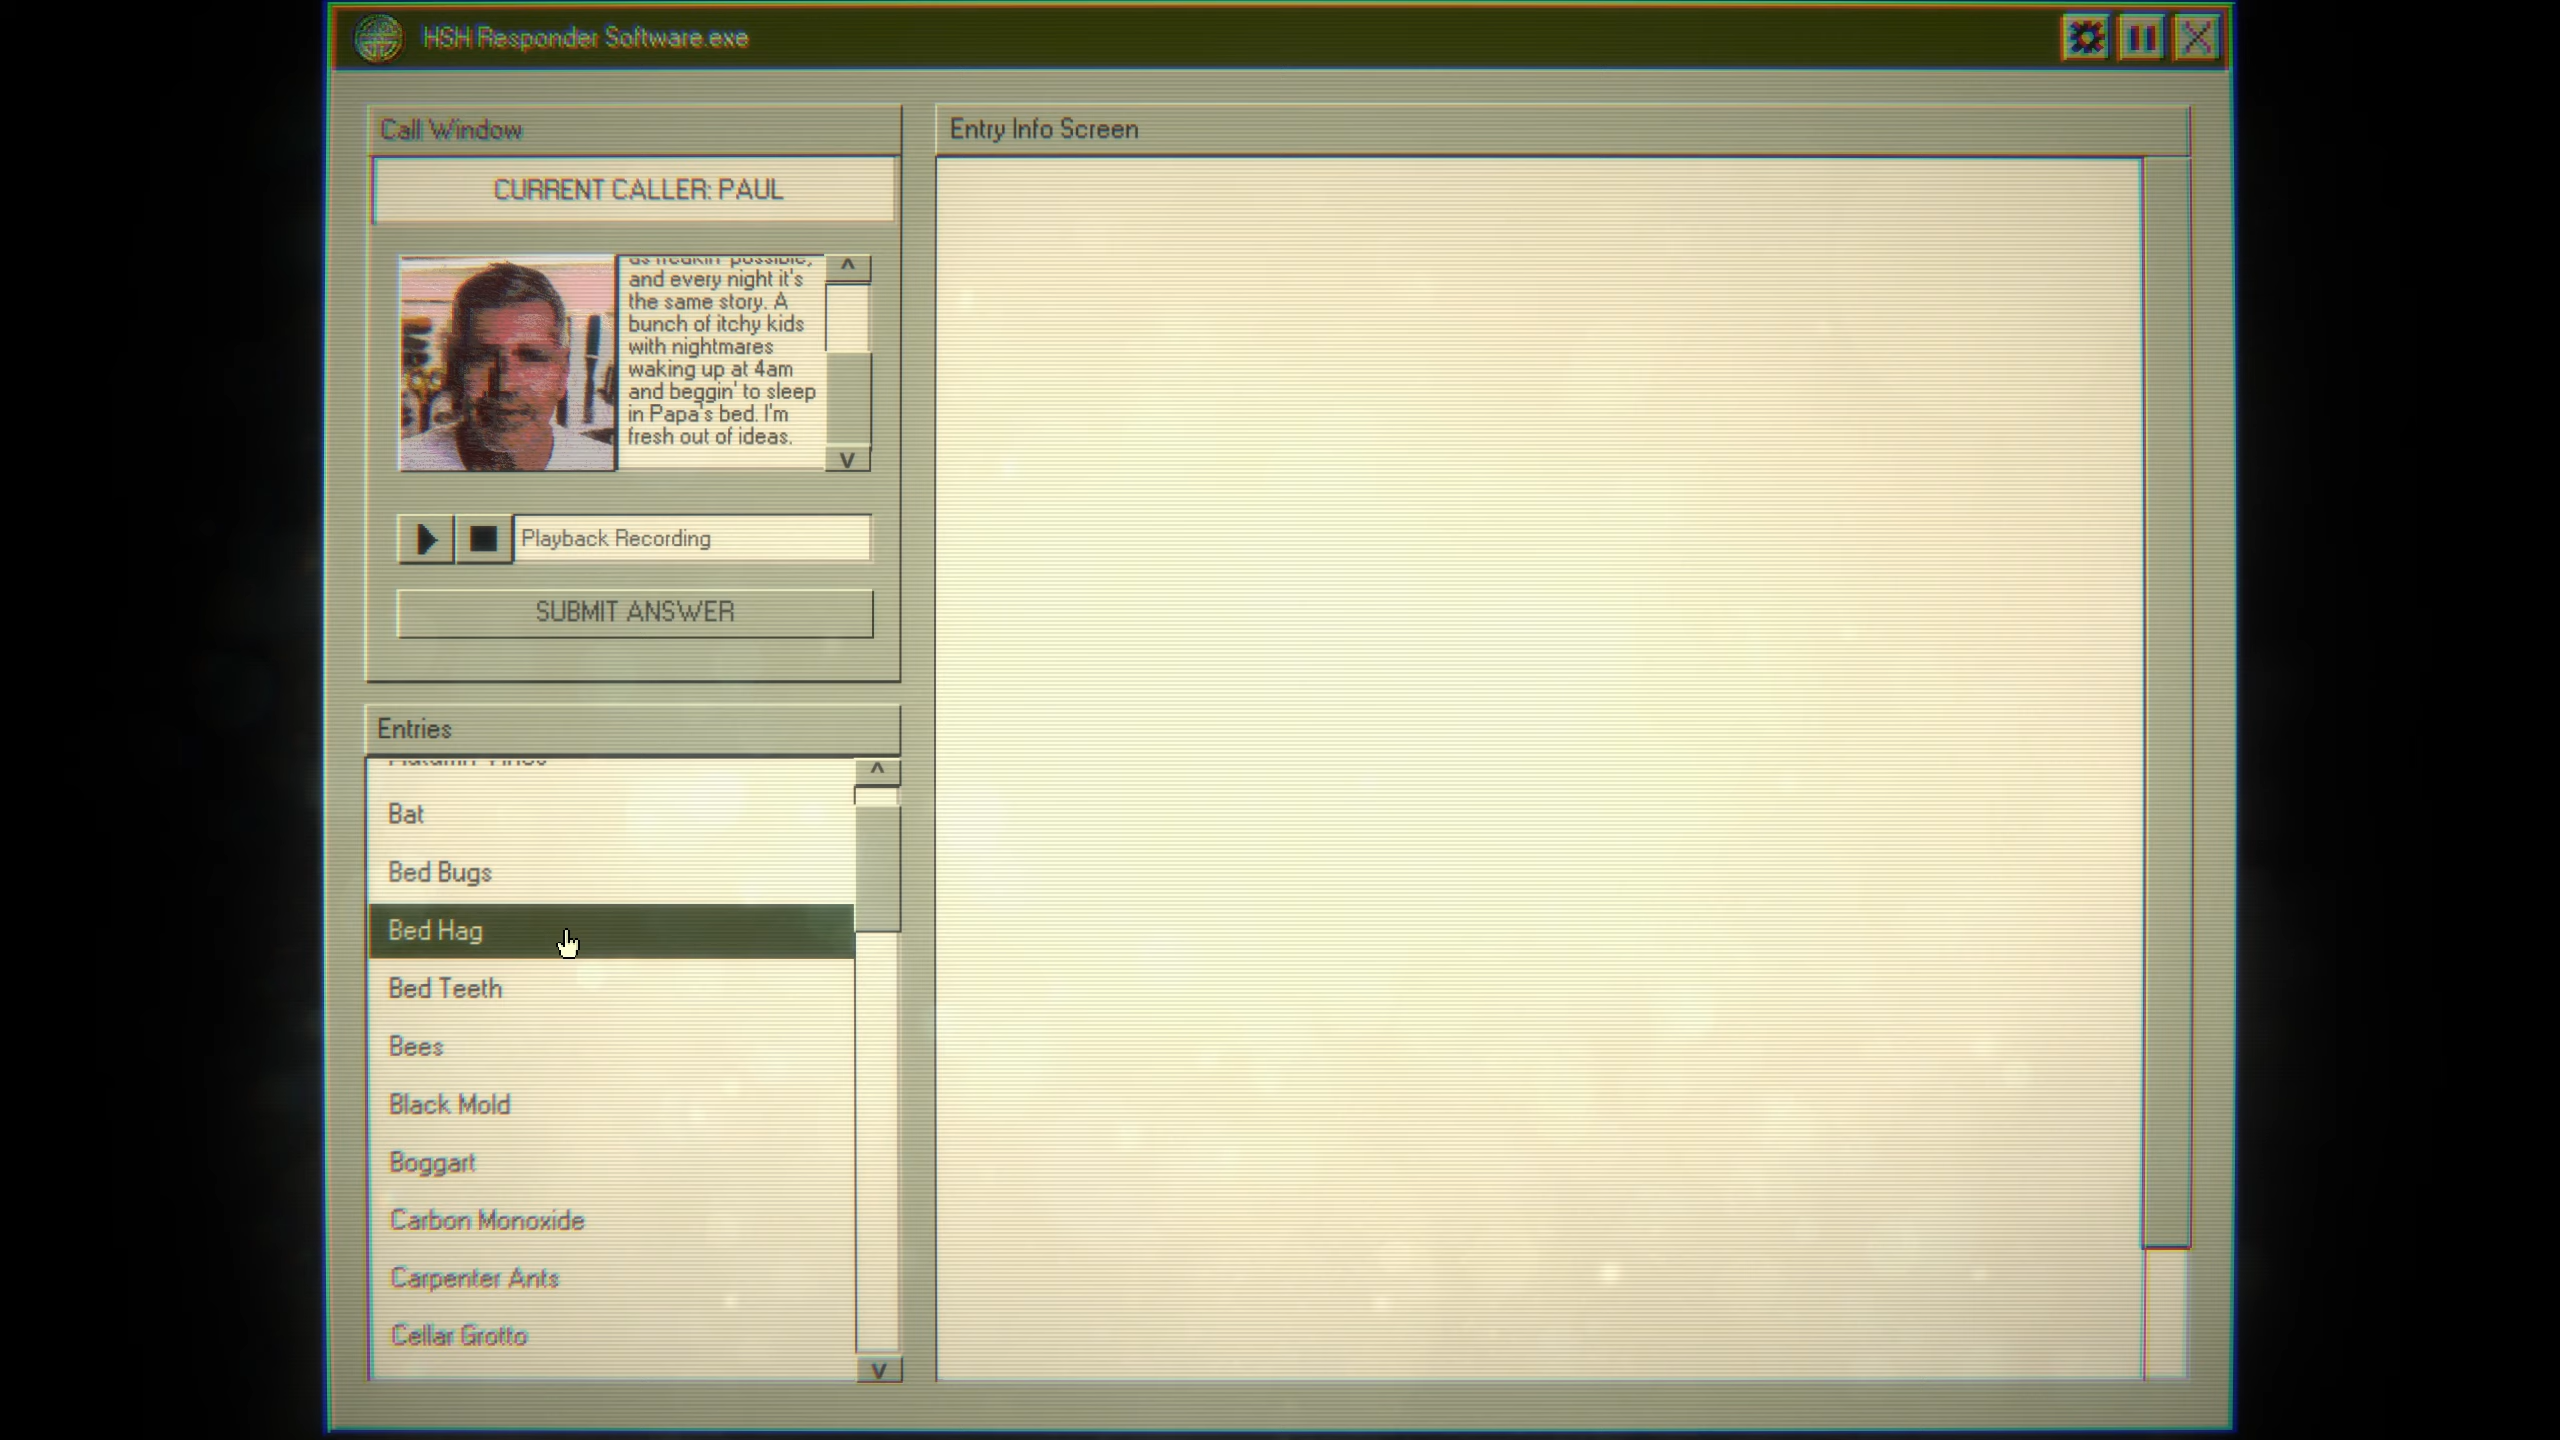 HSH Responder Software.exe
Call Window
CURRENT CALLER: PAUL
as freakin' possible,
and every night it's
the same story. A
bunch of itchy kids
with nightmares
waking up at 4am
and beggin' to sleep
in Papa's bed. I'm
fresh out of ideas.
Playback Recording
SUBMIT ANSWER
Entries
Bat
Bed Bugs
Bed Hag
Bed Teeth
Bees
Black Mold
Boggart
Carbon Monoxide
Carpenter Ants
Cellar Grotto
Entry Info Screen